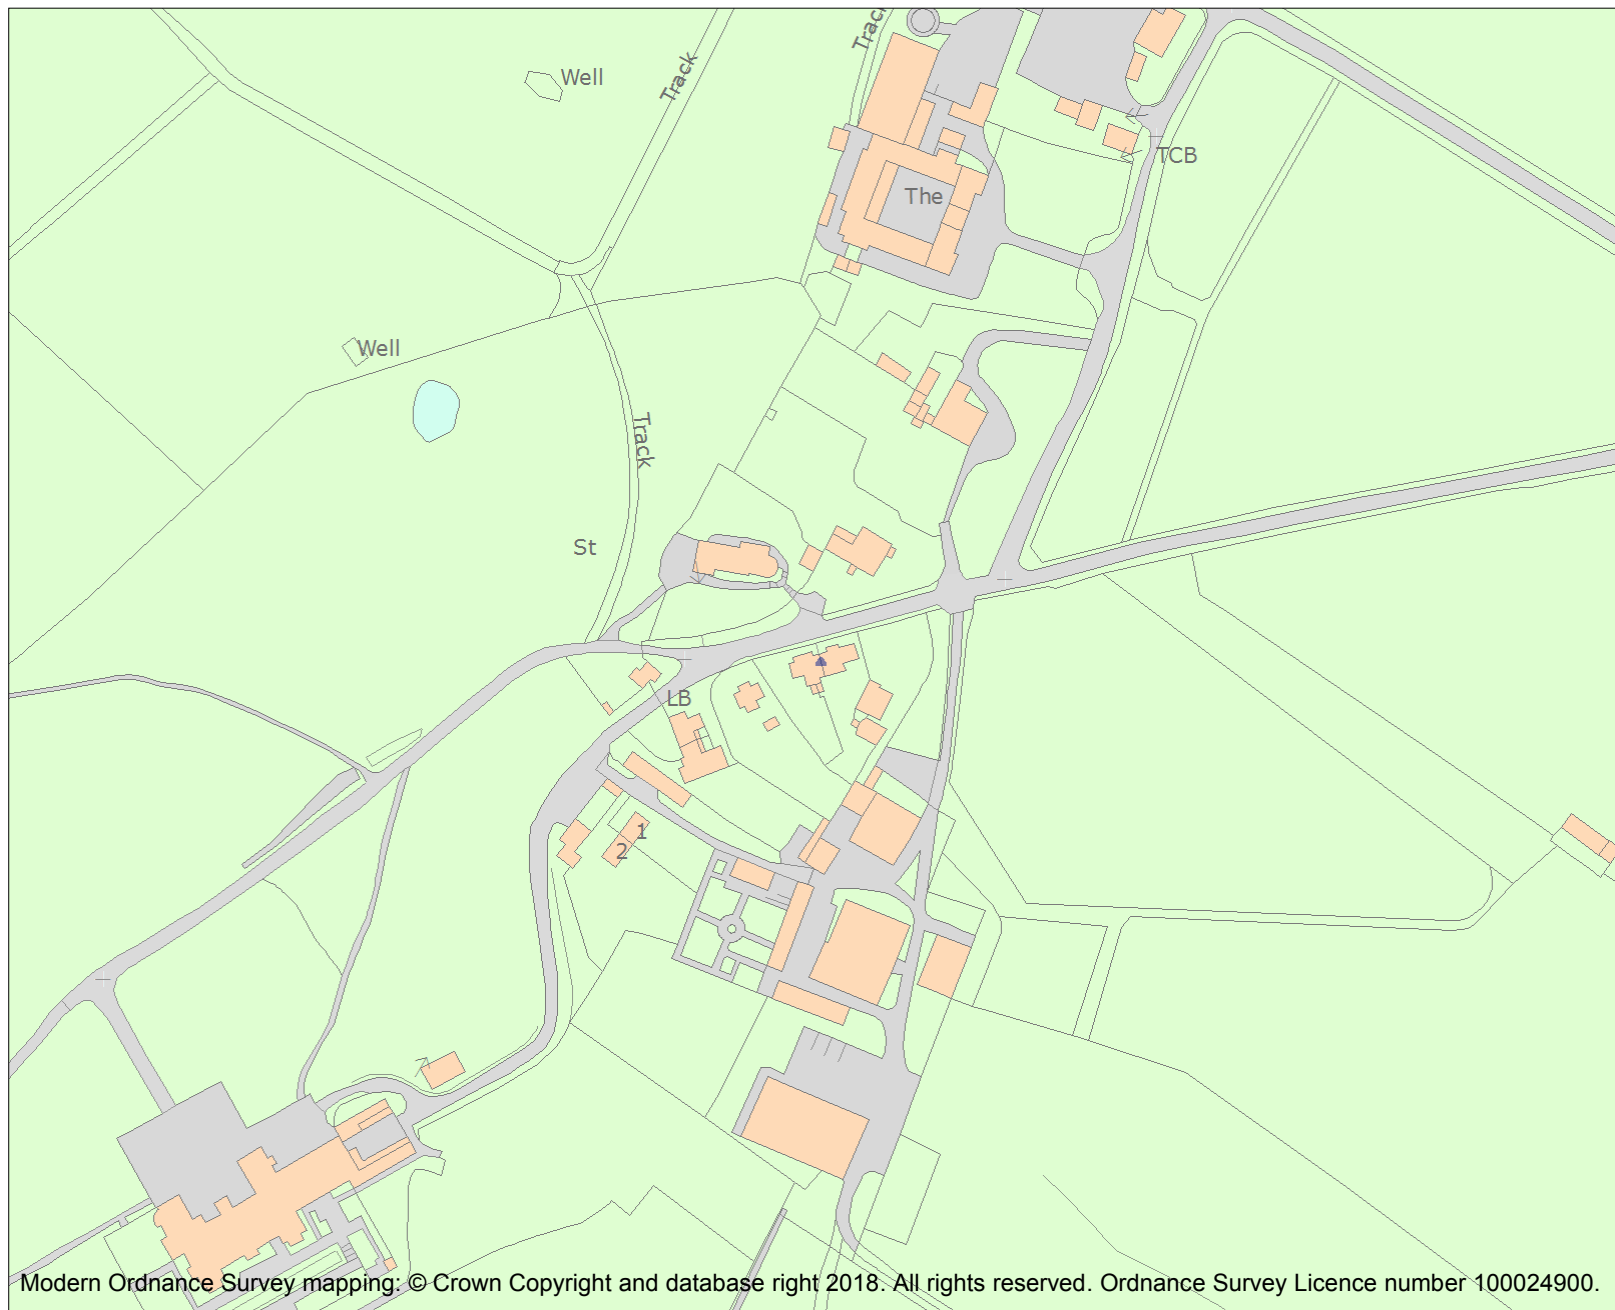 Track
Track
Well
TCB
The
Well
Track
St
LB
1
2
Modern Ordnance Survey mapping: © Crown Copyright and database right 2018. All rights reserved. Ordnance Survey Licence number 100024900.